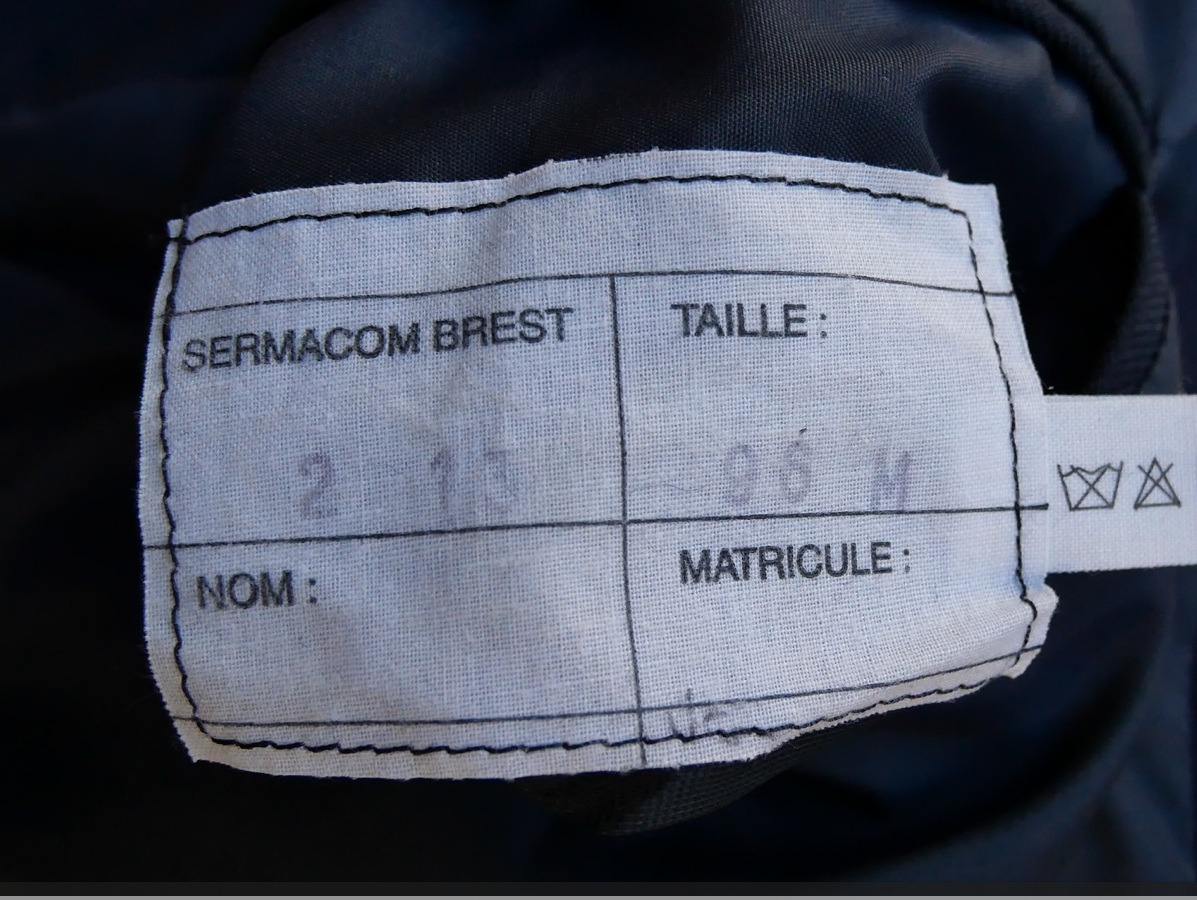 SERMACOM BREST
TAILLE :
2 13
96 M
NOM :
MATRICULE :